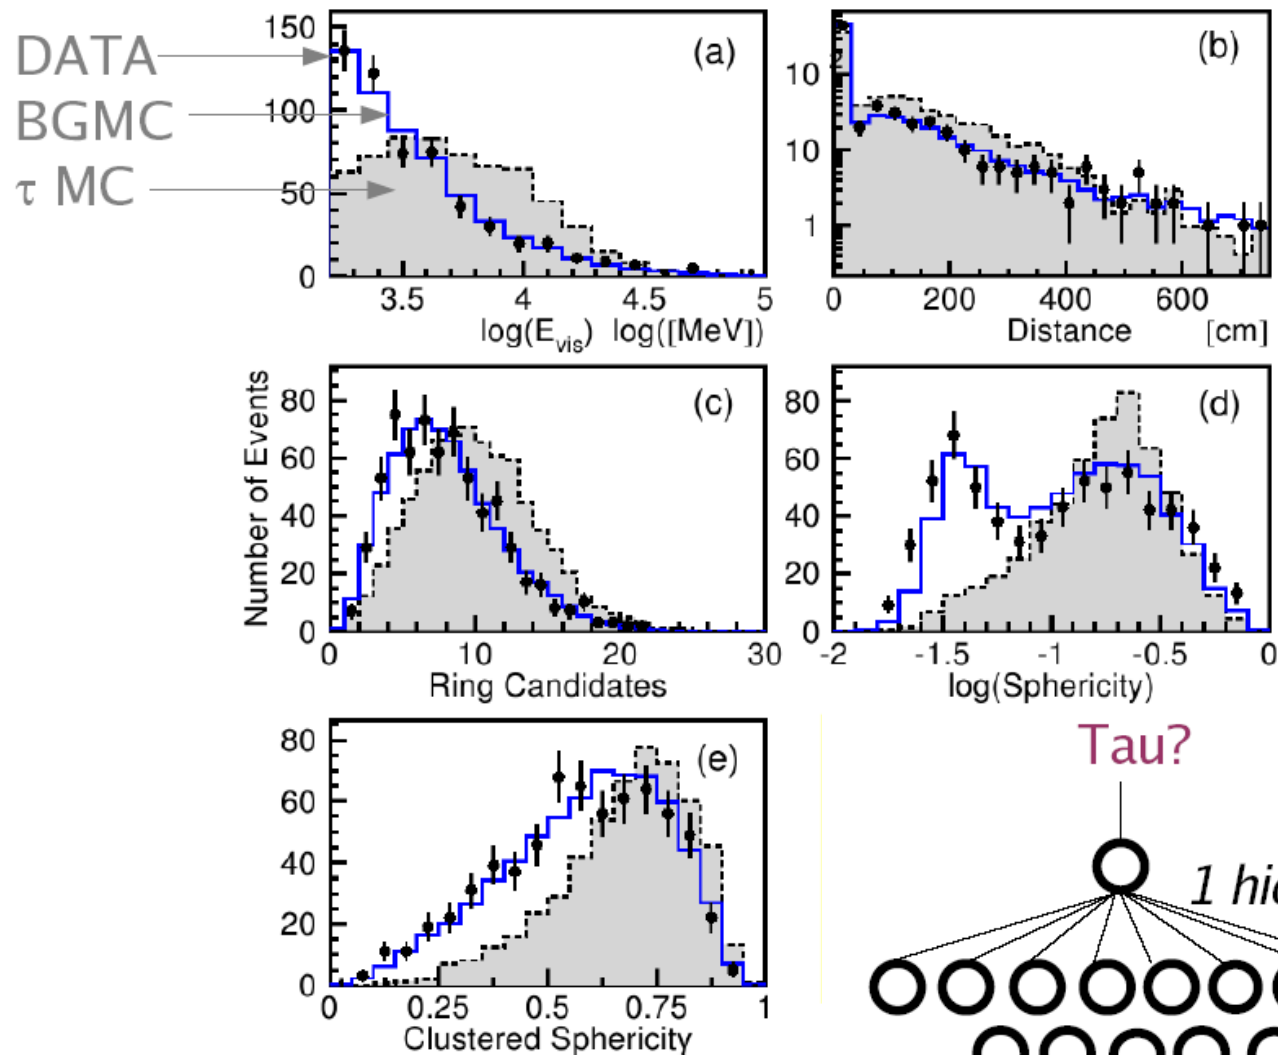 DATA
BGMC
τ MC
150
100
50
0
(a)
3.5
4
4.5
5
log(Evis) log([MeV])
10
10
1
(b)
0
200
400
600
Distance
[cm]
Number of Events
80
60
40
20
0
(c)
0
10
20
30
Ring Candidates
80
60
40
20
0
(d)
-2
-1.5
-1
-0.5
0
log(Sphericity)
80
60
40
20
0
(e)
0
0.25
0.5
0.75
1
Clustered Sphericity
Tau?